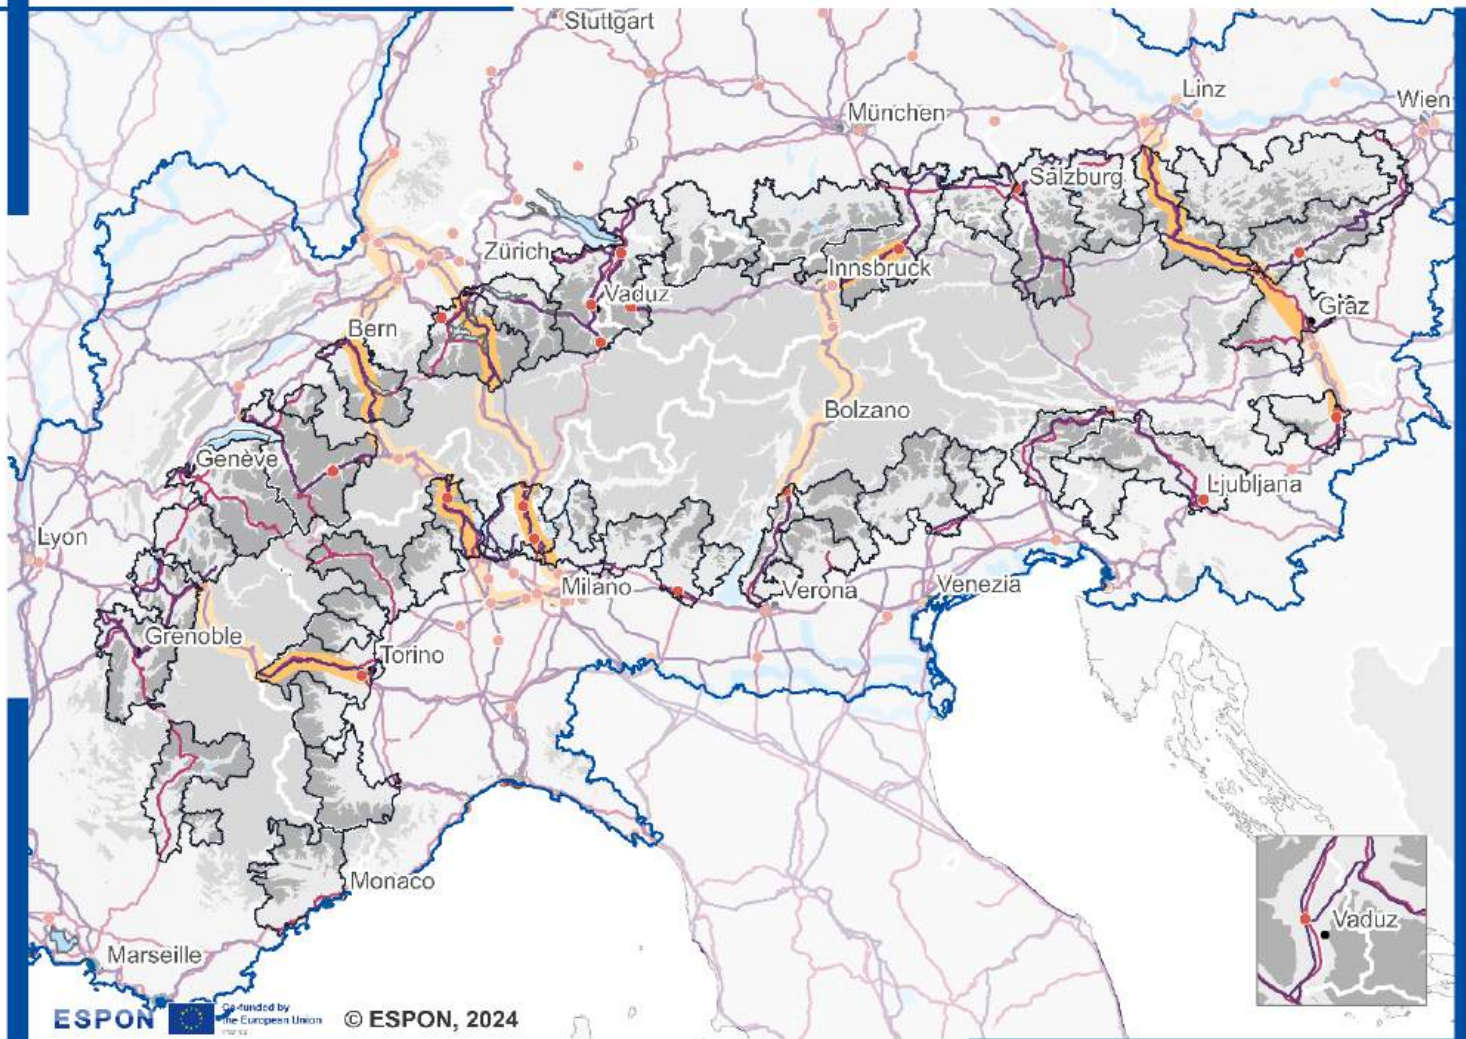 Stuttgart
Linz
Wien
München
Salzburg
Zürich
Innsbruck
Vaduz
Graz
Bern
Bolzano
Genève
Ljubljana
Lyon
Milano
Verona
Venezia
Grenoble
Torino
Monaco
Vaduz
Marseille
ESPON
Co-funded by
the European Union
© ESPON, 2024